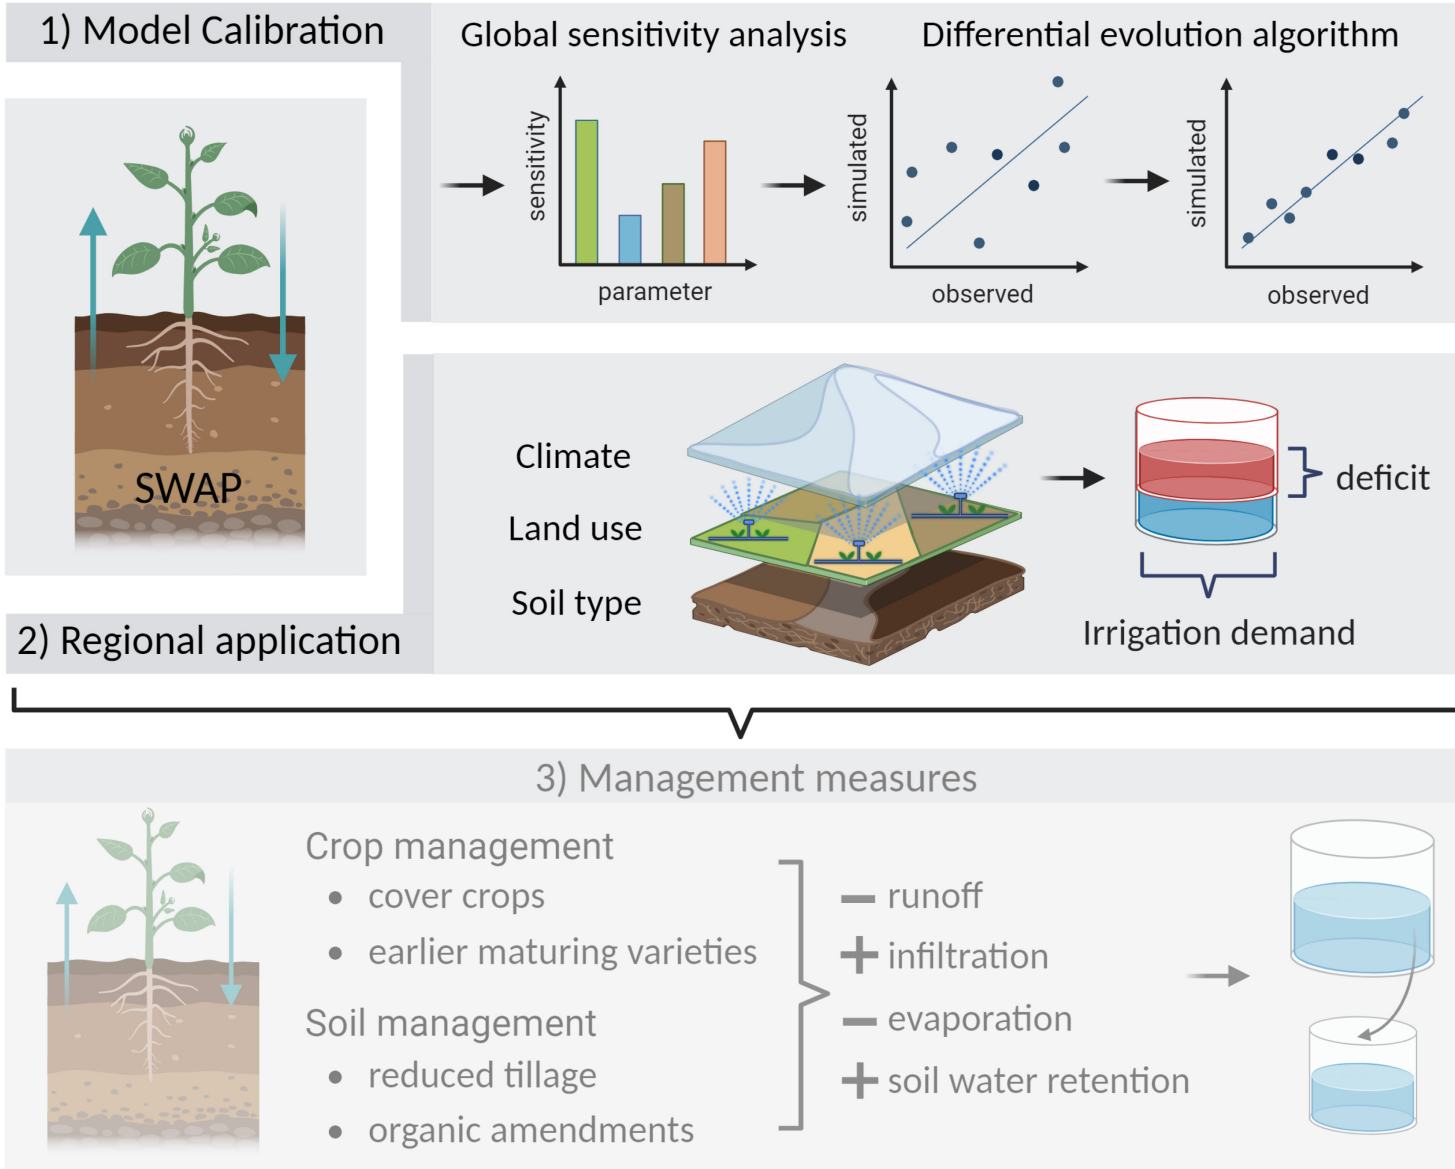 1) Model Calibration
Global sensitivity analysis
Differential evolution algorithm
sensitivity
parameter
simulated
observed
simulated
observed
SWAP
2) Regional application
Climate
Land use
Soil type
deficit
Irrigation demand
3) Management measures
Crop management
• cover crops
• earlier maturing varieties
Soil management
• reduced tillage
• organic amendments
− runoff
+ infiltration
− evaporation
+ soil water retention